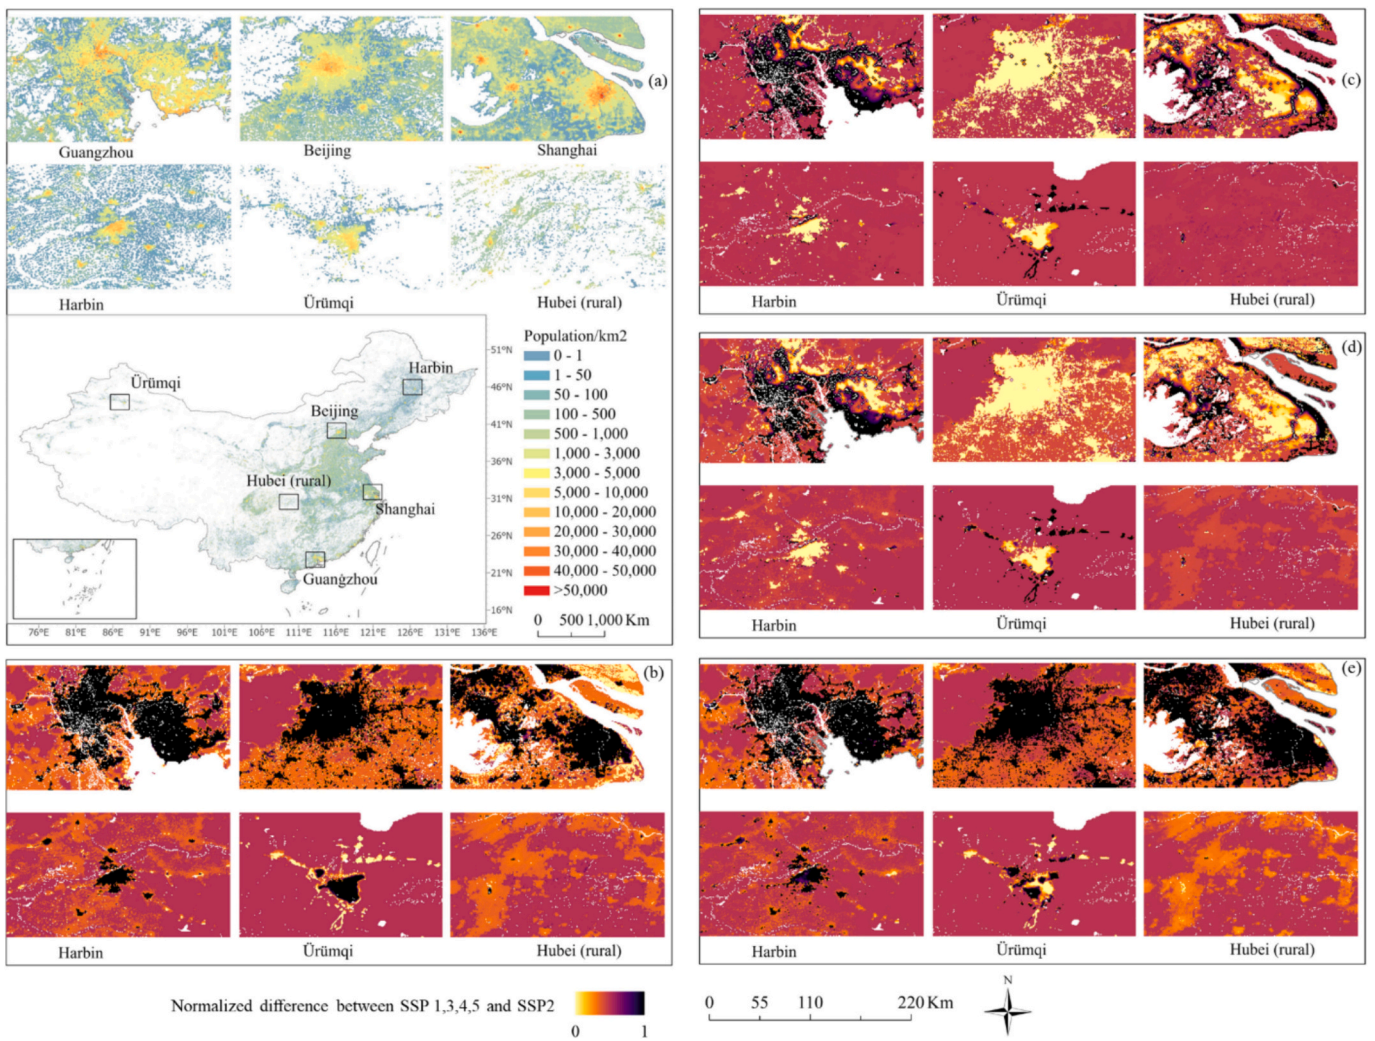 (a)
Guangzhou Beijing Shanghai
Harbin Ürümqi Hubei (rural)
Population/km2
0 - 1
1 - 50
50 - 100
100 - 500
500 - 1,000
1,000 - 3,000
3,000 - 5,000
5,000 - 10,000
10,000 - 20,000
20,000 - 30,000
30,000 - 40,000
40,000 - 50,000
>50,000
0 500 1,000 Km
Harbin
Ürümqi
Beijing
Hubei (rural)
Shanghai
Guangzhou
51°N
46°N
41°N
36°N
31°N
26°N
21°N
16°N
76°E 81°E 86°E 91°E 96°E 101°E 106°E 111°E 116°E 121°E 126°E 131°E 136°E
(b)
Harbin Ürümqi Hubei (rural)
(c)
Harbin Ürümqi Hubei (rural)
(d)
Harbin Ürümqi Hubei (rural)
(e)
Harbin Ürümqi Hubei (rural)
Normalized difference between SSP 1,3,4,5 and SSP2
0 1
0 55 110 220 Km
N